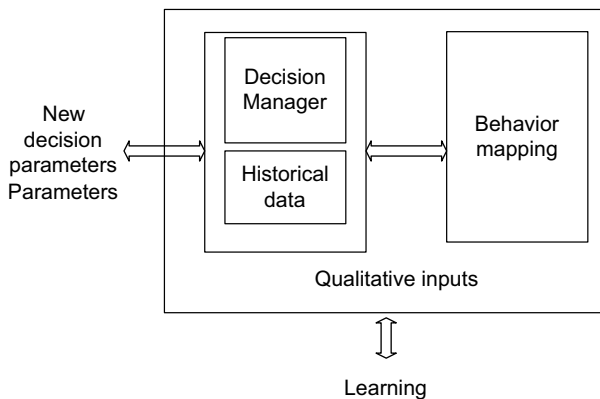 New
decision
parameters
Parameters
Decision
Manager
Historical
data
Behavior
mapping
Qualitative inputs
Learning